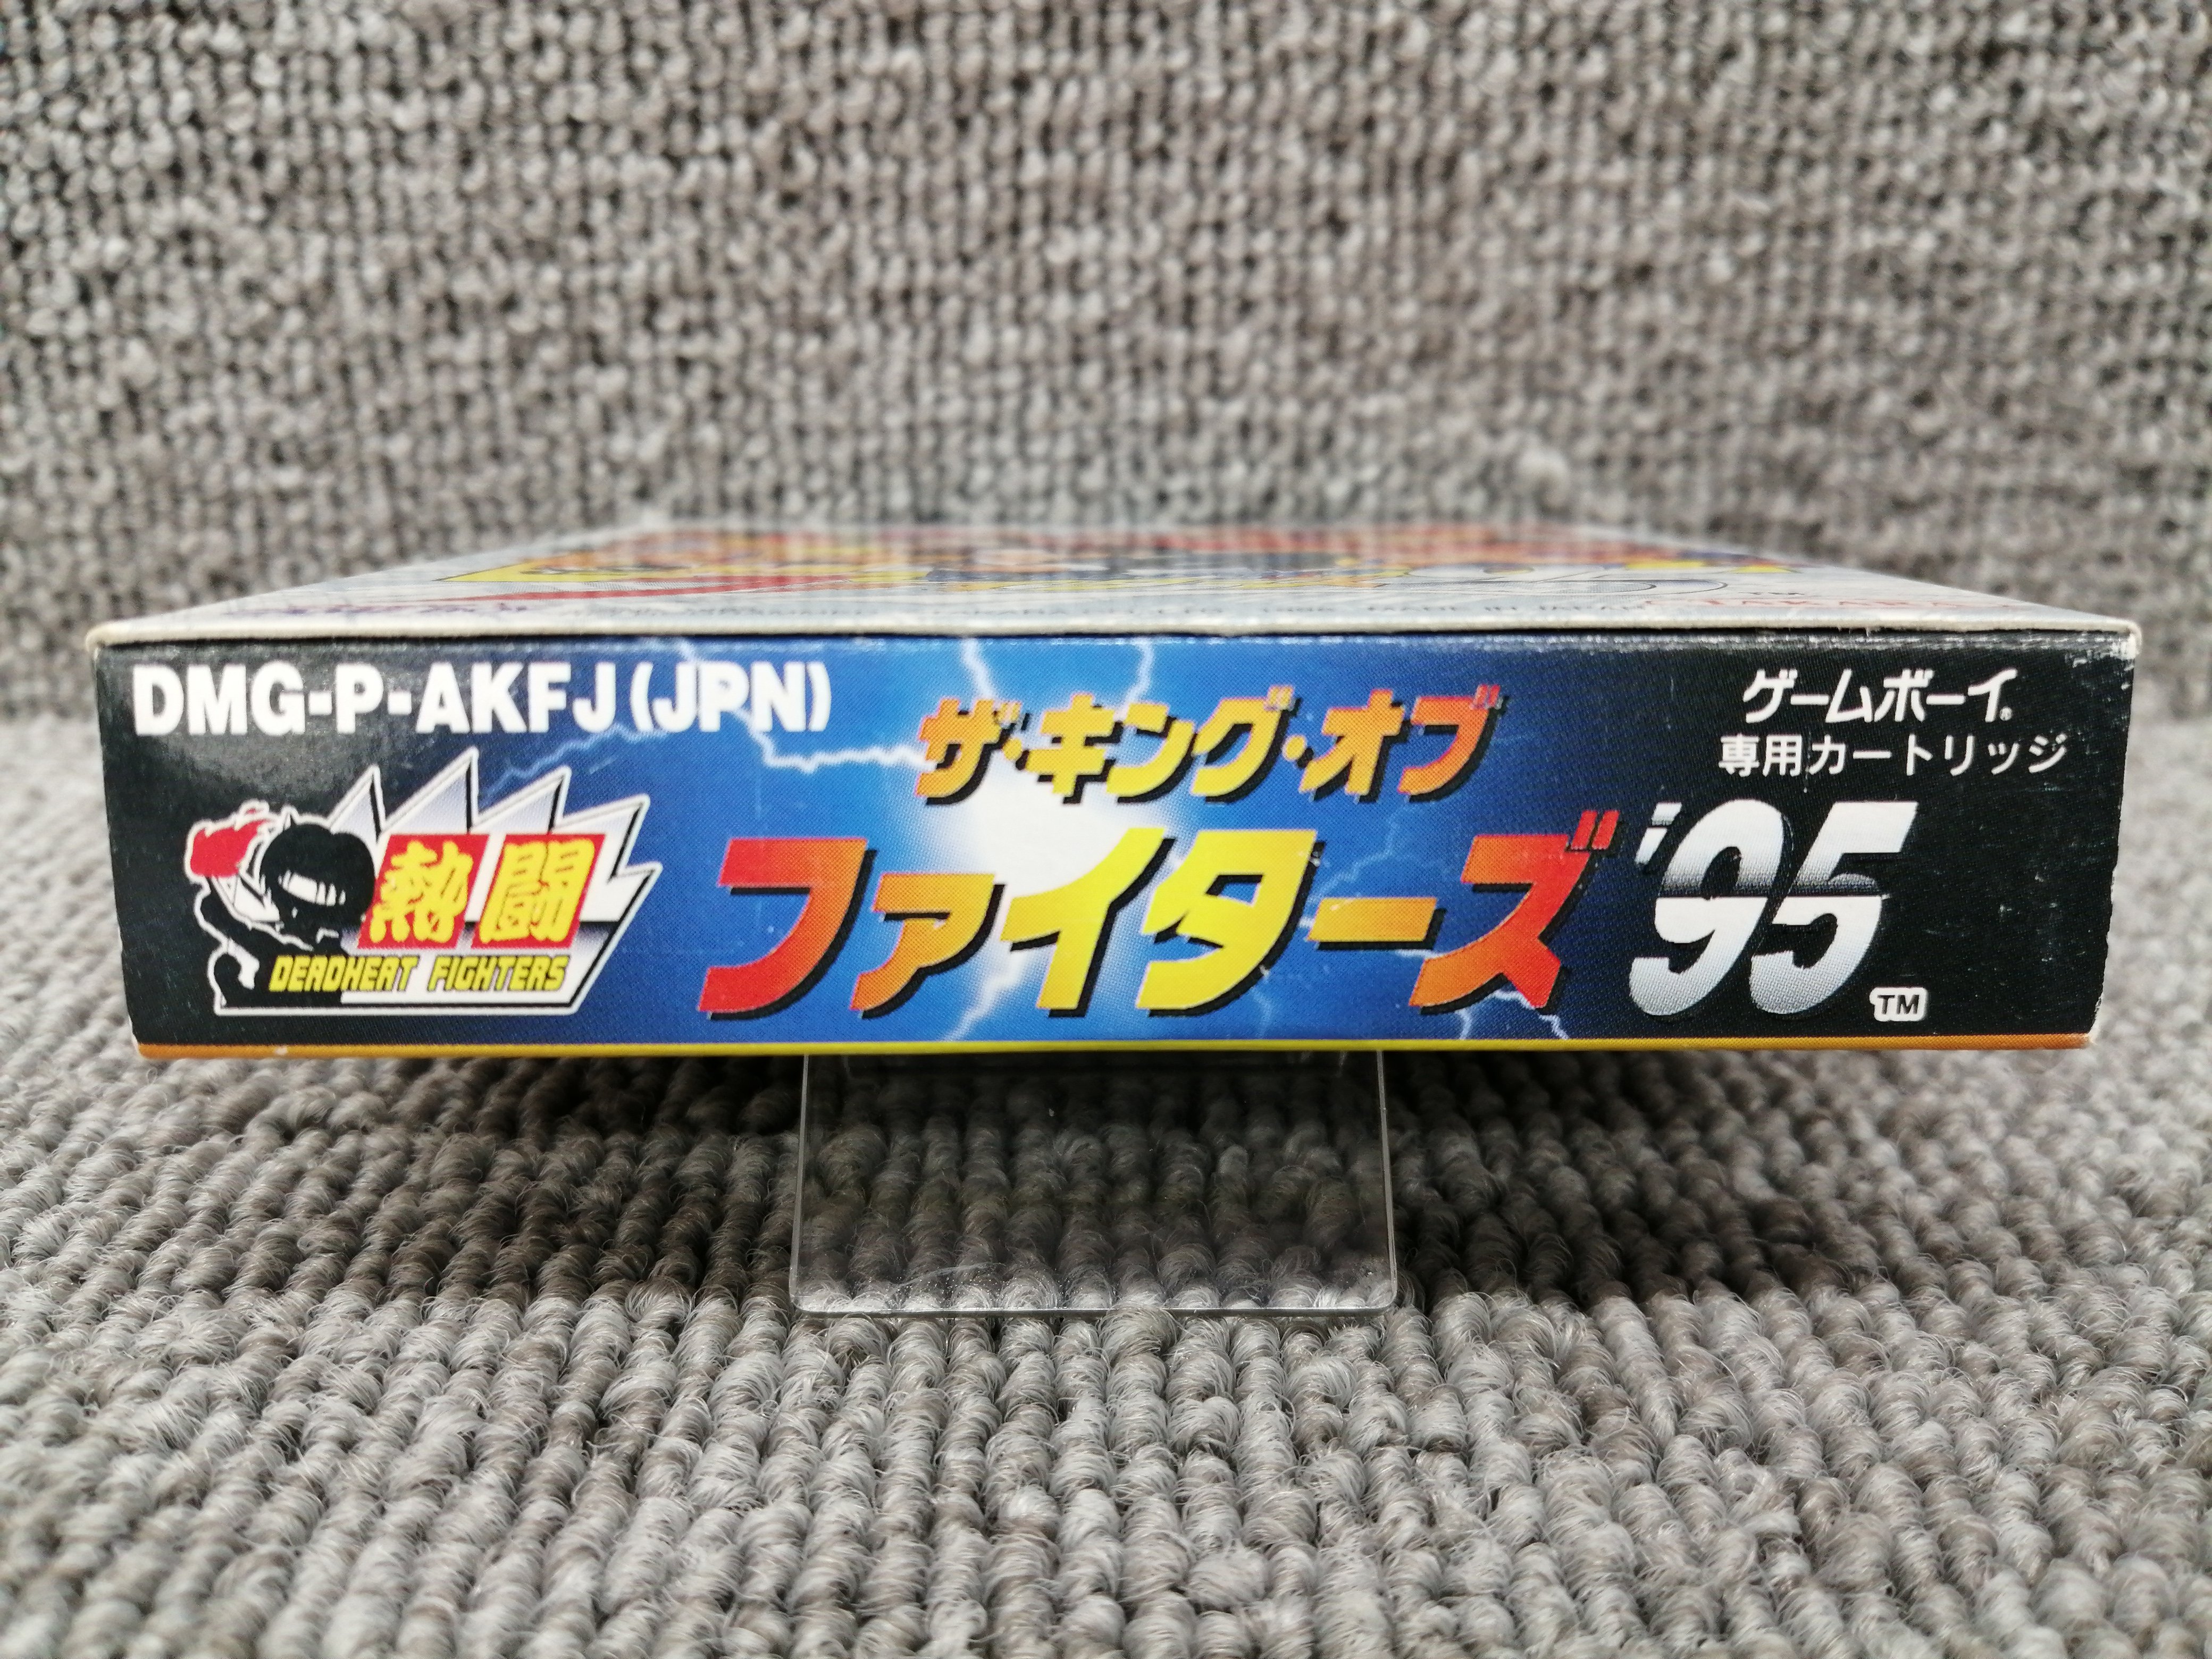 DMG-P-AKFJ(JPN)
熱闘
DEADHEAT FIGHTERS
ザ・キング・オブ
ファイターズ'95
TM
ゲームボーイ®
専用カートリッジ